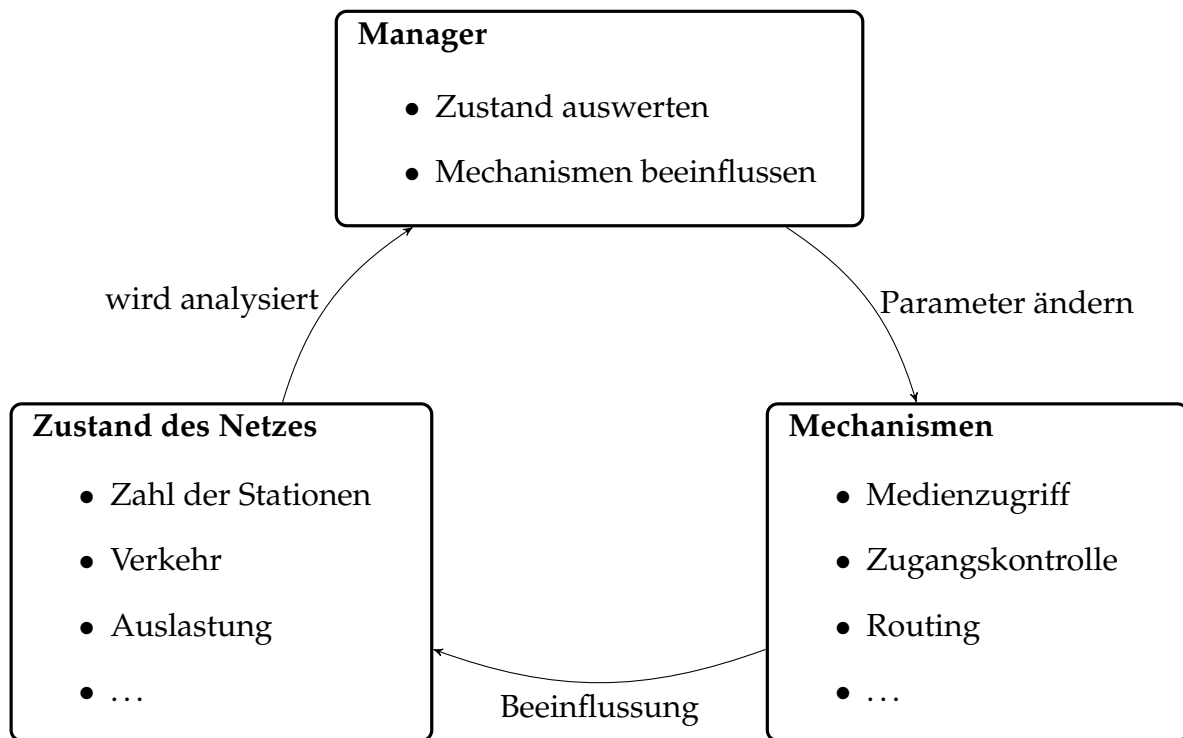 Manager
• Zustand auswerten
• Mechanismen beeinflussen
wird analysiert
Parameter ändern
Zustand des Netzes
• Zahl der Stationen
• Verkehr
• Auslastung
• ...
Mechanismen
• Medienzugriff
• Zugangskontrolle
• Routing
• ...
Beeinflussung